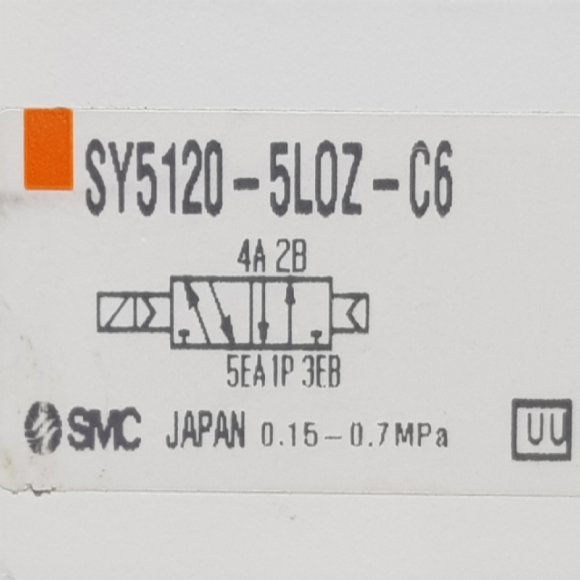 SY5120-5LOZ-C6
4A 2B
5EA 1P 3EB
SMC JAPAN 0.15-0.7MPa
UU